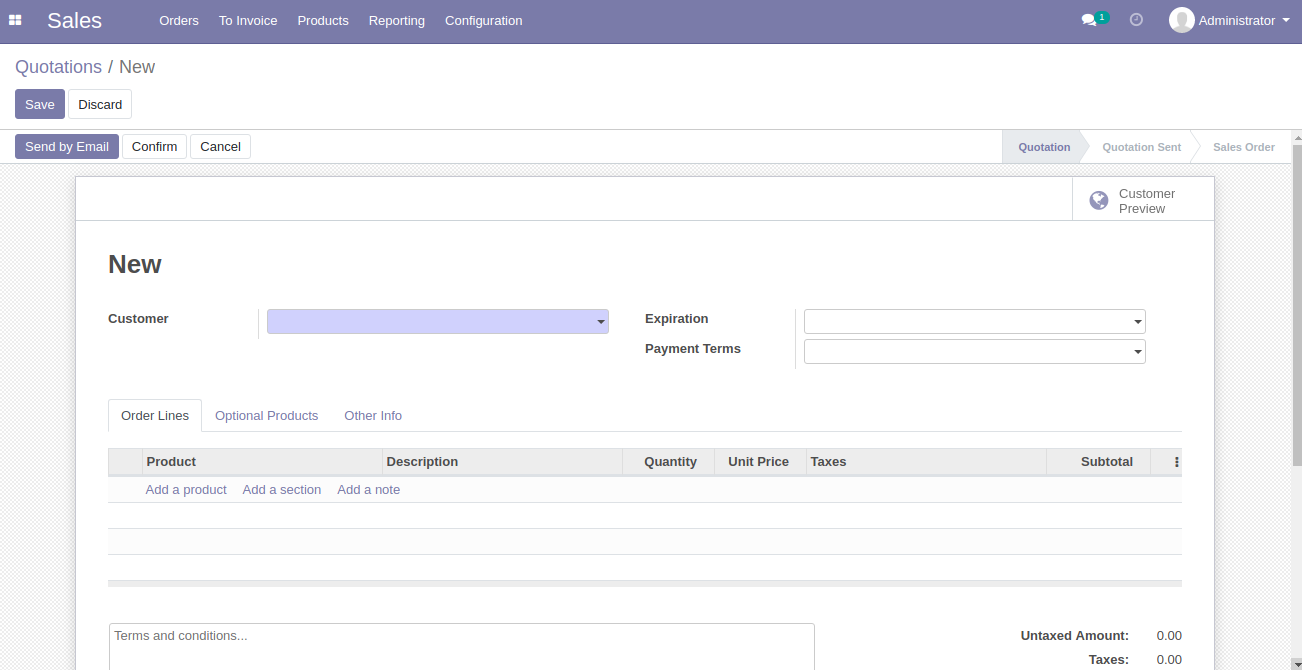 Sales Orders To Invoice Products Reporting Configuration 1 Administrator
Quotations / New
Save Discard
Send by Email Confirm Cancel Quotation Quotation Sent Sales Order
Customer
Preview
New
Customer Expiration
Payment Terms
Order Lines Optional Products Other Info
Product Description Quantity Unit Price Taxes Subtotal
Add a product Add a section Add a note
Terms and conditions... Untaxed Amount: 0.00
Taxes: 0.00